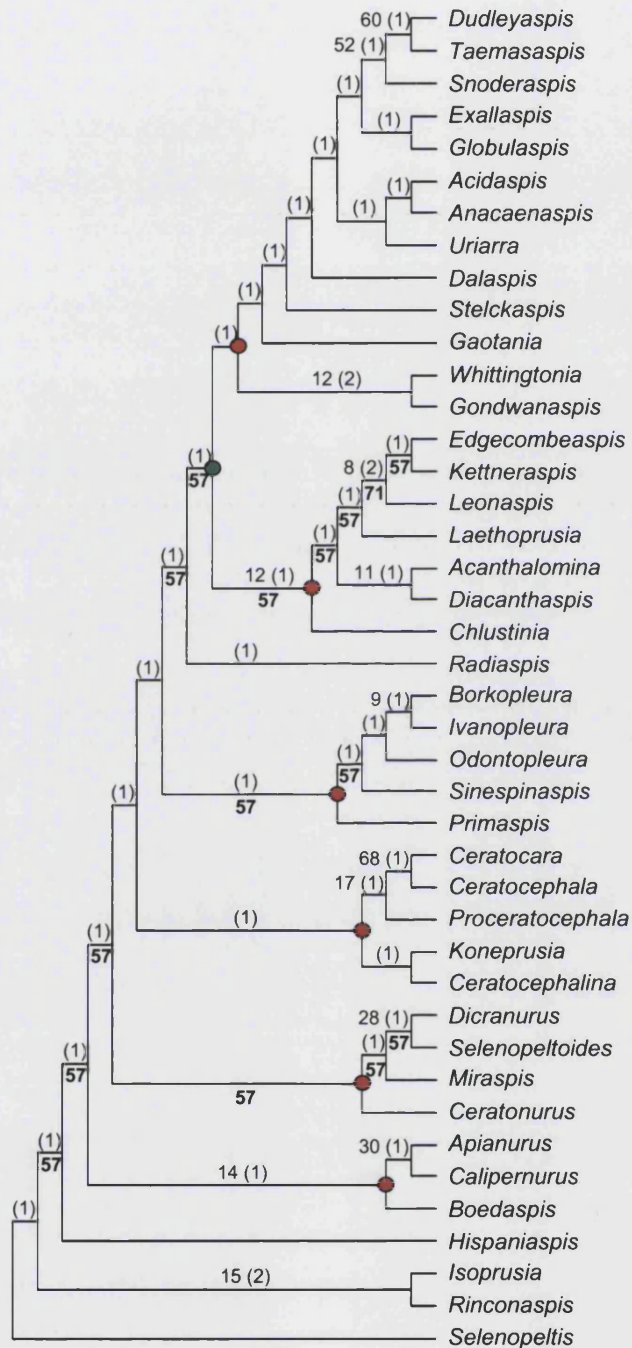 60 (1)
Dudleyaspis
52 (1)
Taemasaspis
(1)
Snoderaspis
(1)
Exallaspis
(1)
Globulaspis
(1)
Acidaspis
(1)
Anacaenaspis
(1)
Uriarra
(1)
Dalaspis
(1)
Stelckaspis
(1)
Gaotania
(1)
12 (2)
Whittingtonia
Gondwanaspis
(1)
57
Edgecombeaspis
8 (2)
71
Kettneraspis
(1)
57
Leonaspis
(1)
57
Laethoprusia
11 (1)
Acanthalomina
12 (1)
57
Diacanthaspis
Chlustinia
(1)
57
(1)
57
(1)
Radiaspis
(1)
9 (1)
Borkopleura
(1)
Ivanopleura
(1)
57
Odontopleura
(1)
57
Sinespinaspis
Primaspis
(1)
68 (1)
Ceratocara
17 (1)
Ceratocephala
(1)
Proceratocephala
(1)
Koneprusia
Ceratocephalina
(1)
57
28 (1)
57
Dicranurus
(1)
57
Selenopeltoides
57
Miraspis
Ceratonurus
(1)
57
30 (1)
Apianurus
14 (1)
Calipernurus
Boedaspis
(1)
57
Hispaniaspis
(1)
15 (2)
Isoprusia
Rinconaspis
Selenopeltis